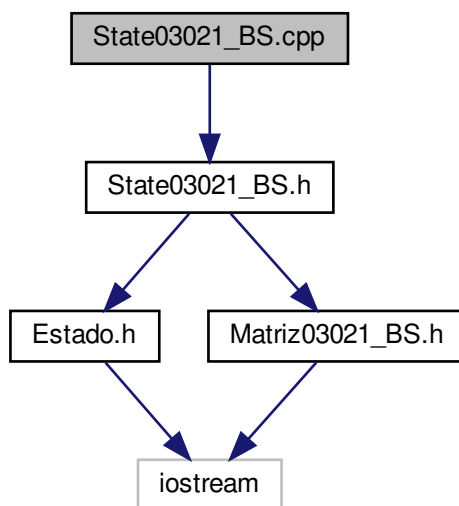 State03021_BS.cpp
State03021_BS.h
Estado.h
Matriz03021_BS.h
iostream